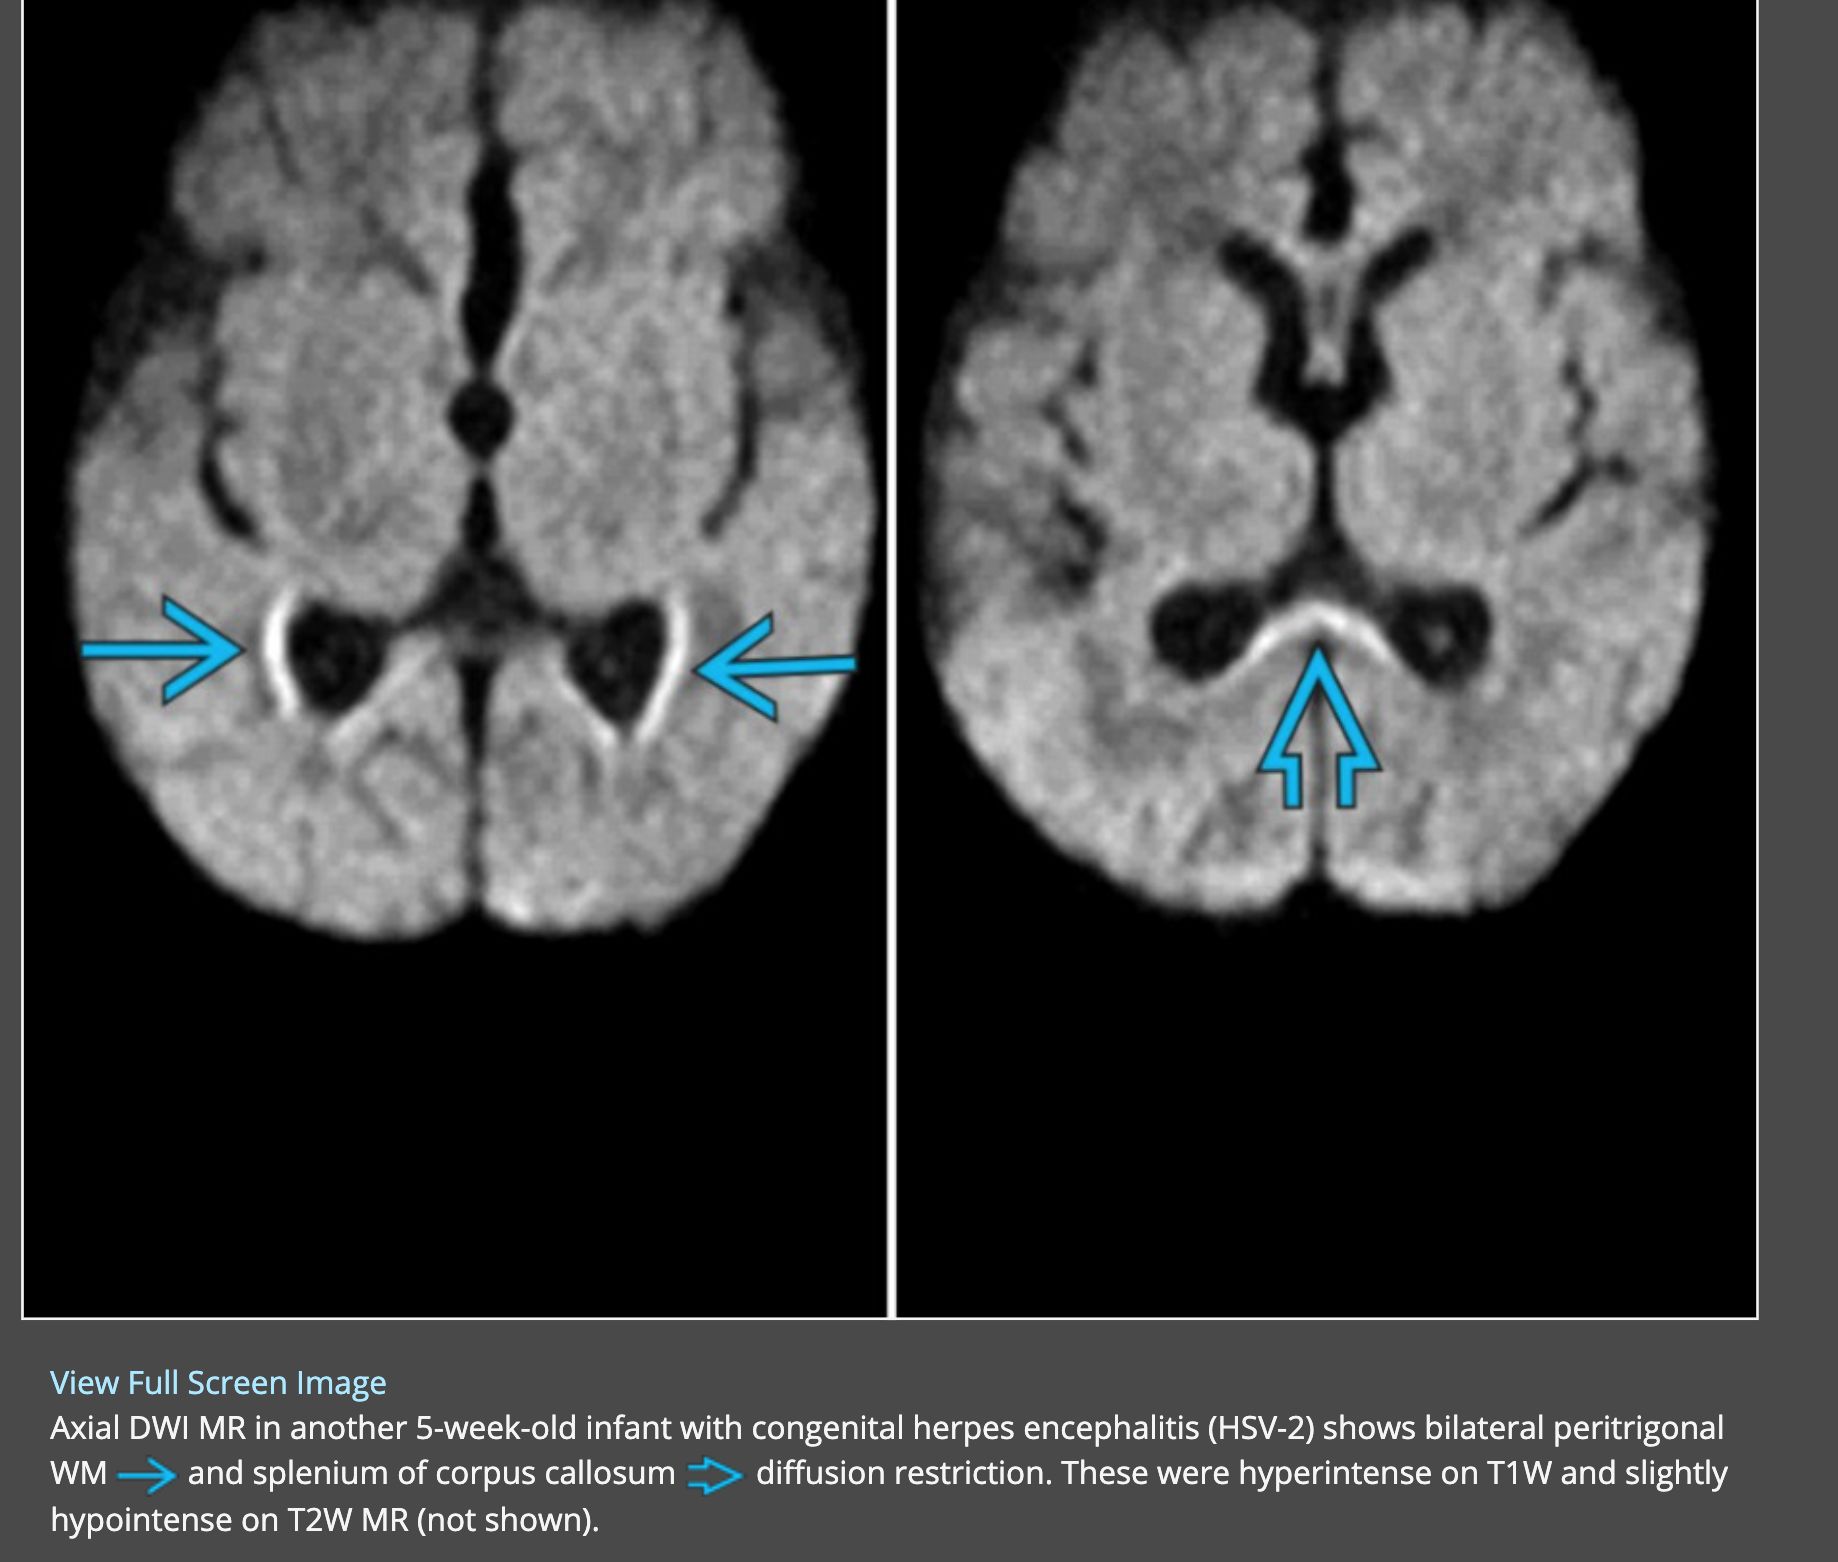 View Full Screen Image
Axial DWI MR in another 5-week-old infant with congenital herpes encephalitis (HSV-2) shows bilateral peritrigonal
WM and splenium of corpus callosum diffusion restriction. These were hyperintense on T1W and slightly
hypointense on T2W MR (not shown).